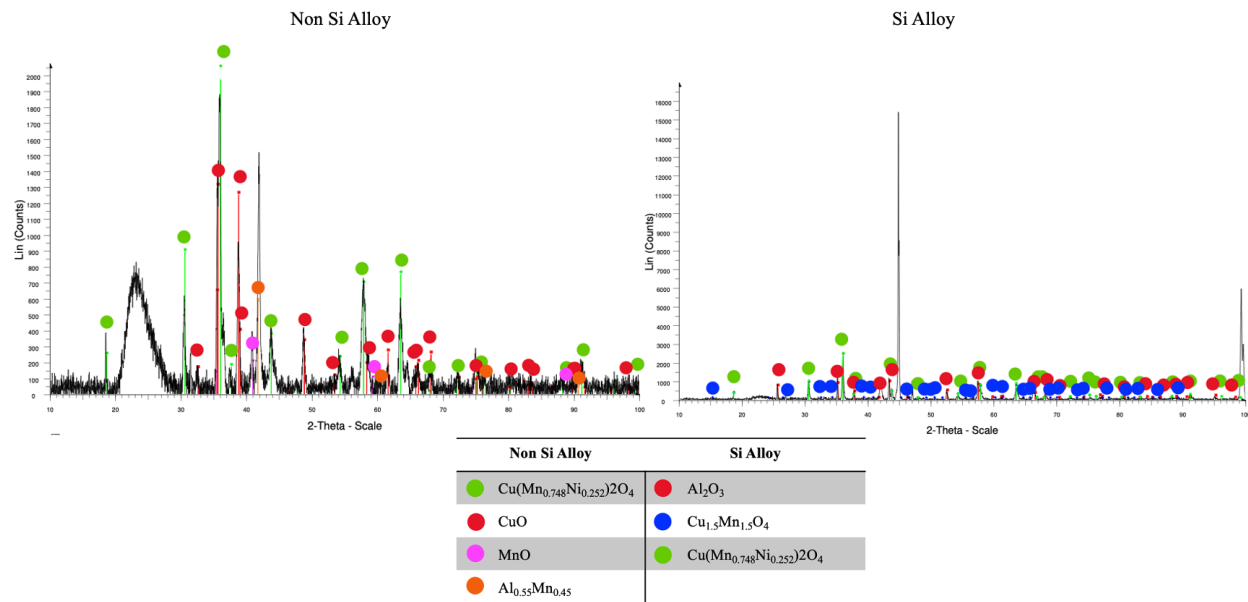 Non Si Alloy
Si Alloy
Lin (Counts)
2000
1900
1800
1700
1600
1500
1400
1300
1200
1100
1000
900
800
700
600
500
400
300
200
100
0
10 20 30 40 50 60 70 80 90 100
2-Theta - Scale
Lin (Counts)
16000
15000
14000
13000
12000
11000
10000
9000
8000
7000
6000
5000
4000
3000
2000
1000
0
10 20 30 40 50 60 70 80 90 100
2-Theta - Scale
Non Si Alloy Si Alloy
Cu(Mn0.748Ni0.252)2O4 Al2O3
CuO Cu1.5Mn1.5O4
MnO Cu(Mn0.748Ni0.252)2O4
Al0.55Mn0.45